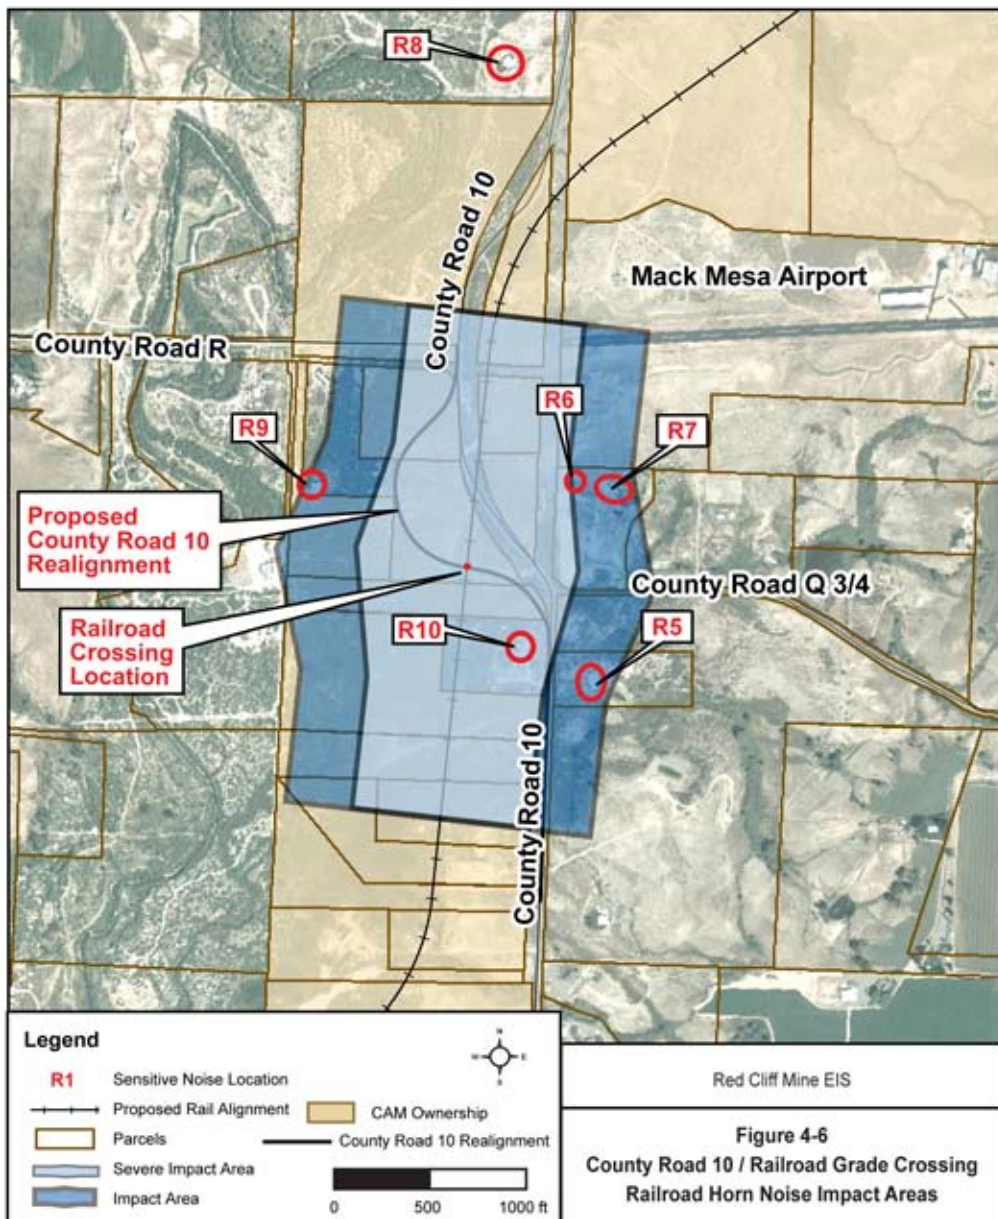 R8
County Road 10
Mack Mesa Airport
County Road R
R9
R6
R7
Proposed
County Road 10
Realignment
County Road Q 3/4
Railroad
Crossing
Location
R10
R5
County Road 10
Legend
R1 Sensitive Noise Location
Proposed Rail Alignment
Parcels
Severe Impact Area
Impact Area
N
W E
S
CAM Ownership
County Road 10 Realignment
0 500 1000 ft
Red Cliff Mine EIS
Figure 4-6
County Road 10 / Railroad Grade Crossing
Railroad Horn Noise Impact Areas